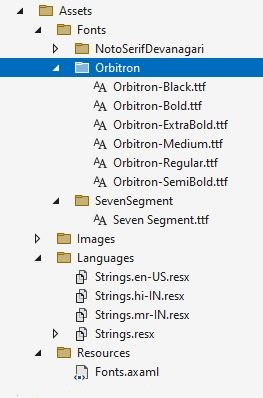 Assets
Fonts
NotoSerifDevanagari
Orbitron
Orbitron-Black.ttf
Orbitron-Bold.ttf
Orbitron-ExtraBold.ttf
Orbitron-Medium.ttf
Orbitron-Regular.ttf
Orbitron-SemiBold.ttf
SevenSegment
Seven Segment.ttf
Images
Languages
Strings.en-US.resx
Strings.hi-IN.resx
Strings.mr-IN.resx
Strings.resx
Resources
Fonts.axaml